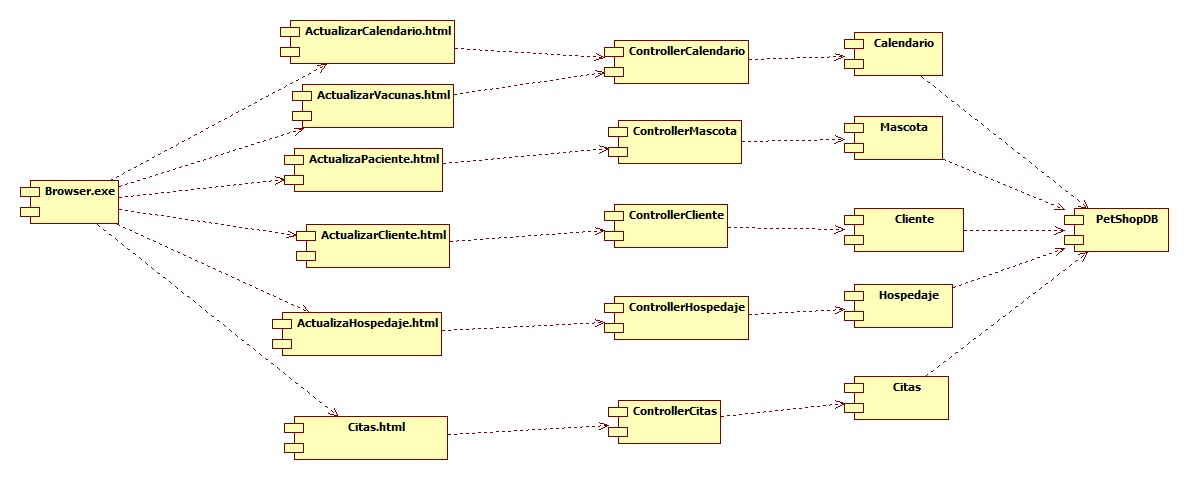 Browser.exe
ActualizarCalendario.html
ActualizarVacunas.html
ActualizaPaciente.html
ActualizarCliente.html
ActualizaHospedaje.html
Citas.html
ControllerCalendario
ControllerMascota
ControllerCliente
ControllerHospedaje
ControllerCitas
Calendario
Mascota
Cliente
Hospedaje
Citas
PetShopDB